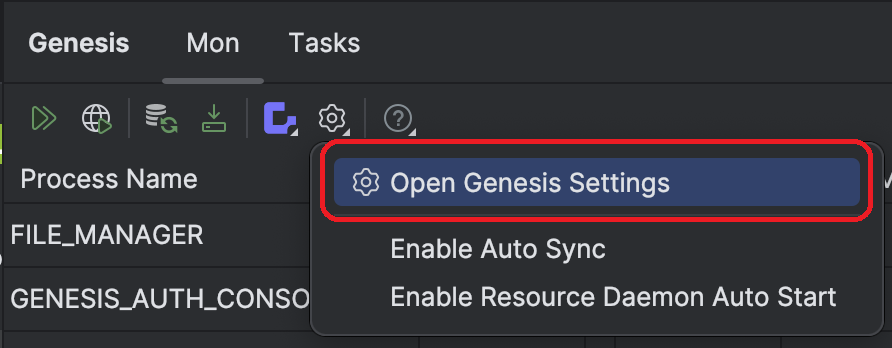 Genesis Mon Tasks
Process Name
Open Genesis Settings
FILE_MANAGER
Enable Auto Sync
GENESIS_AUTH_CONSO
Enable Resource Daemon Auto Start